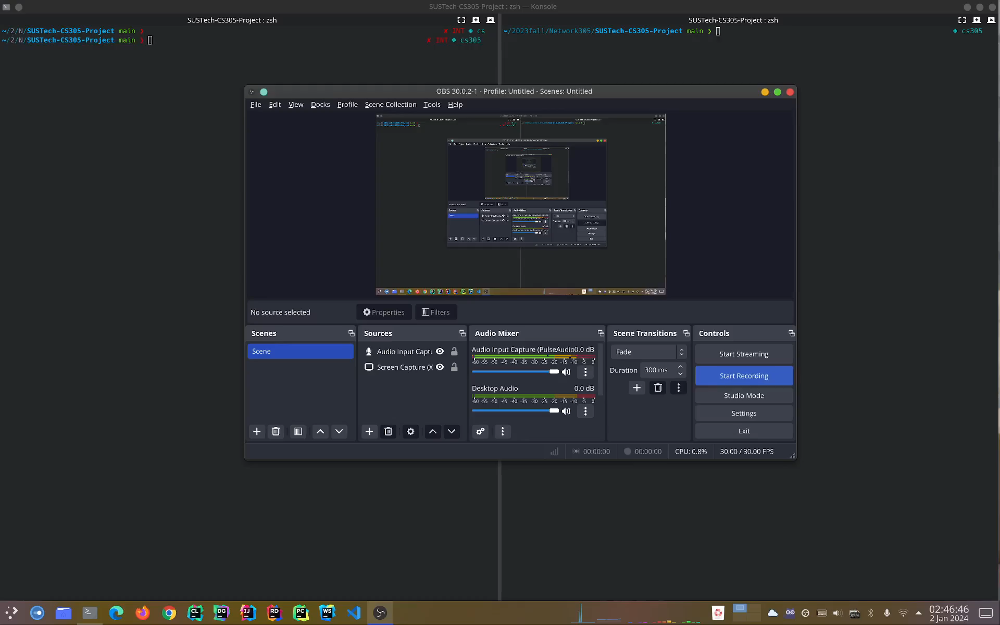 SUSTech-CS305-Project : zsh — Konsole
SUSTech-CS305-Project : zsh
~/2/N/SUSTech-CS305-Project main ❯ ✘ INT cs
~/2/N/SUSTech-CS305-Project main ❯ ✘ INT cs305
SUSTech-CS305-Project : zsh
~/2023fall/Network305/SUSTech-CS305-Project main ❯ cs305
OBS 30.0.2-1 - Profile: Untitled - Scenes: Untitled
File Edit View Docks Profile Scene Collection Tools Help
No source selected Properties Filters
Scenes
Scene
Sources
Audio Input Captu
Screen Capture (X
Audio Mixer
Audio Input Capture (PulseAudio 0.0 dB
-60 -55 -50 -45 -40 -35 -30 -25 -20 -15 -10 -5 0
Desktop Audio 0.0 dB
-60 -55 -50 -45 -40 -35 -30 -25 -20 -15 -10 -5 0
Scene Transitions
Fade
Duration 300 ms
Controls
Start Streaming
Start Recording
Studio Mode
Settings
Exit
00:00:00 00:00:00 CPU: 0.8% 30.00 / 30.00 FPS
CL DG IJ RD PC WS
85%
02:46:46
2 Jan 2024